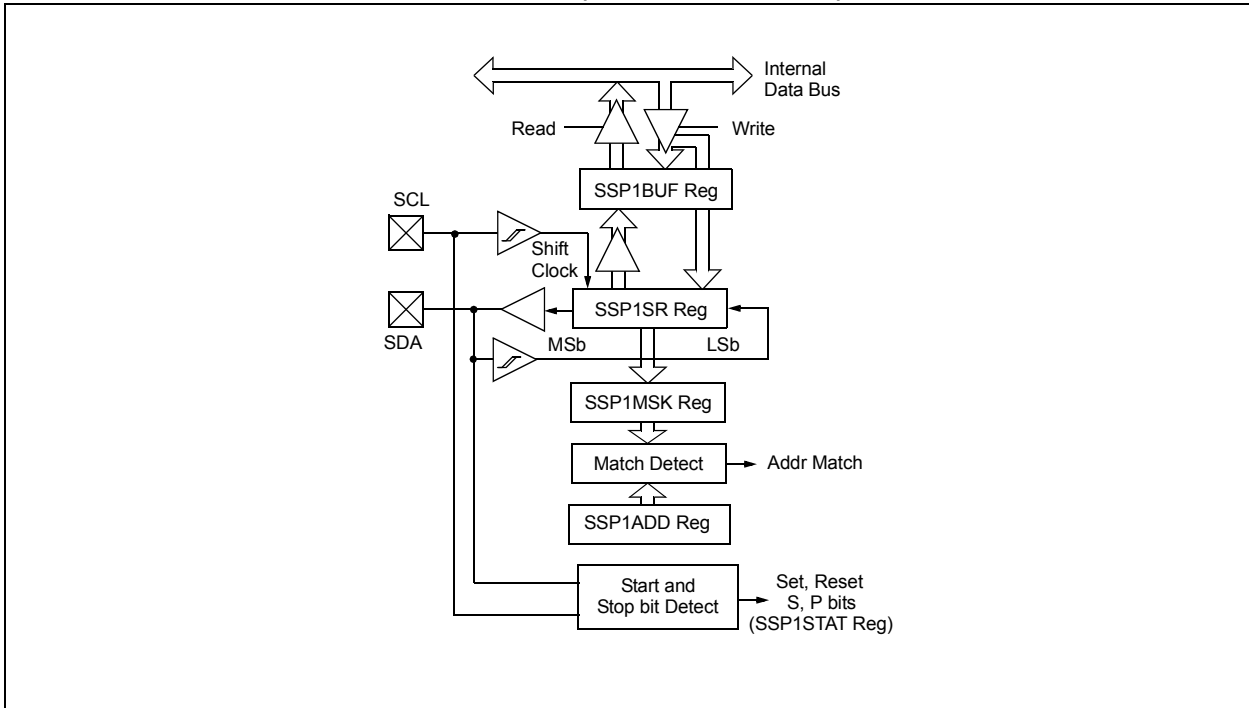 Internal
Data Bus
Read
Write
SSP1BUF Reg
SCL
Shift
Clock
SSP1SR Reg
SDA
MSb
LSb
SSP1MSK Reg
Match Detect
Addr Match
SSP1ADD Reg
Start and
Stop bit Detect
Set, Reset
S, P bits
(SSP1STAT Reg)